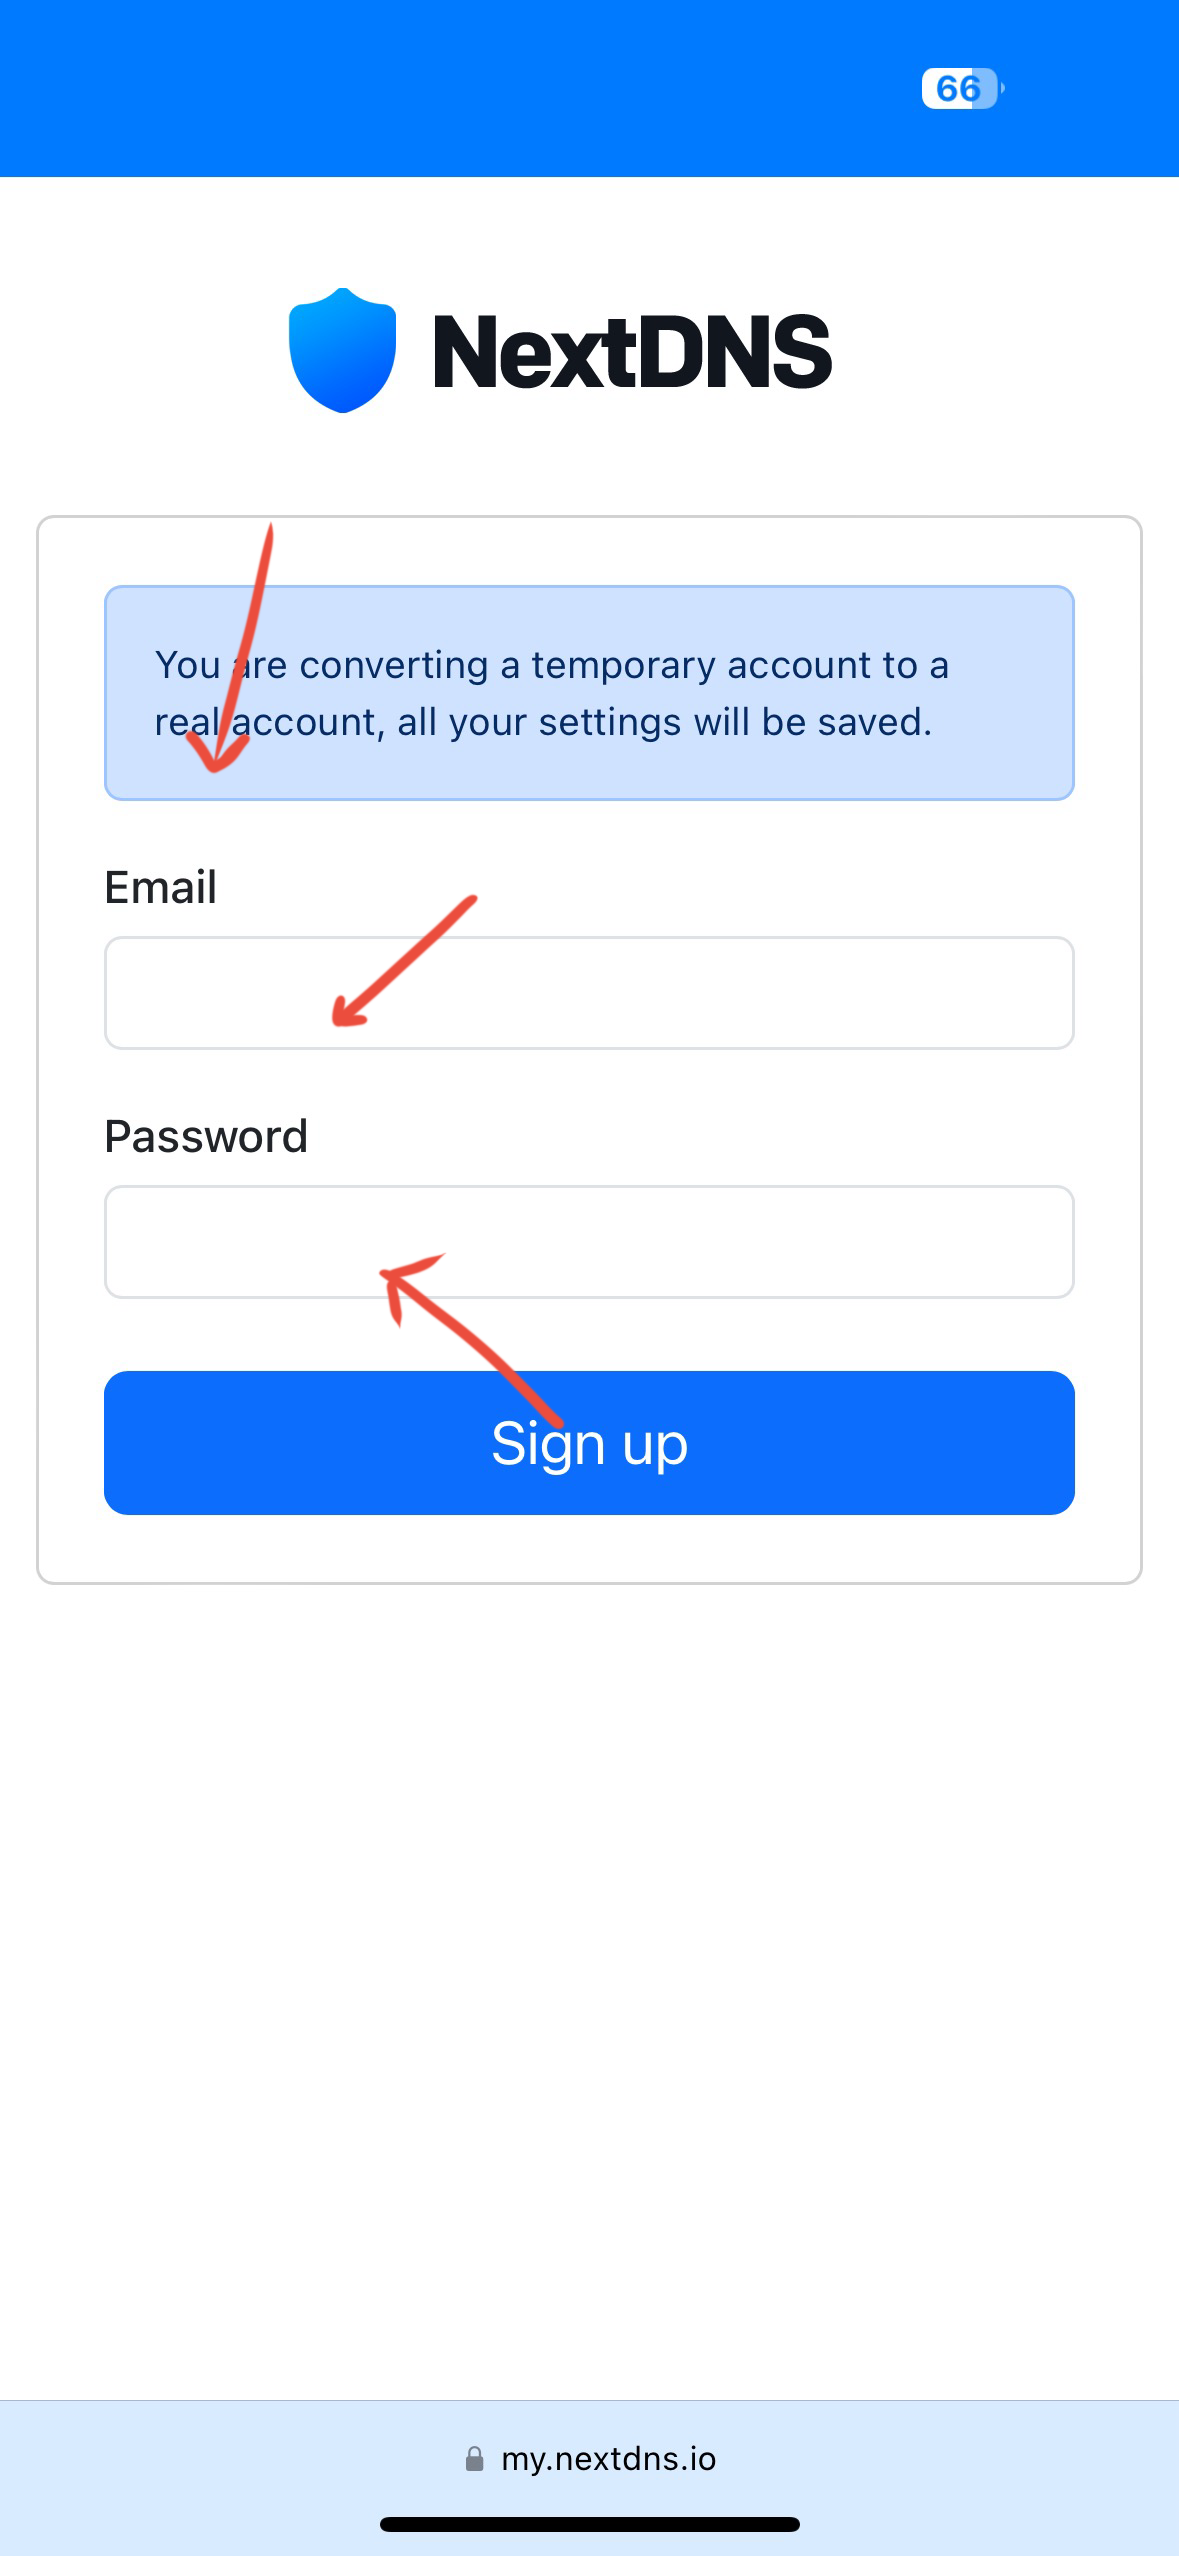 66
NextDNS
You are converting a temporary account to a
real account, all your settings will be saved.
Email
Password
Sign up
my.nextdns.io